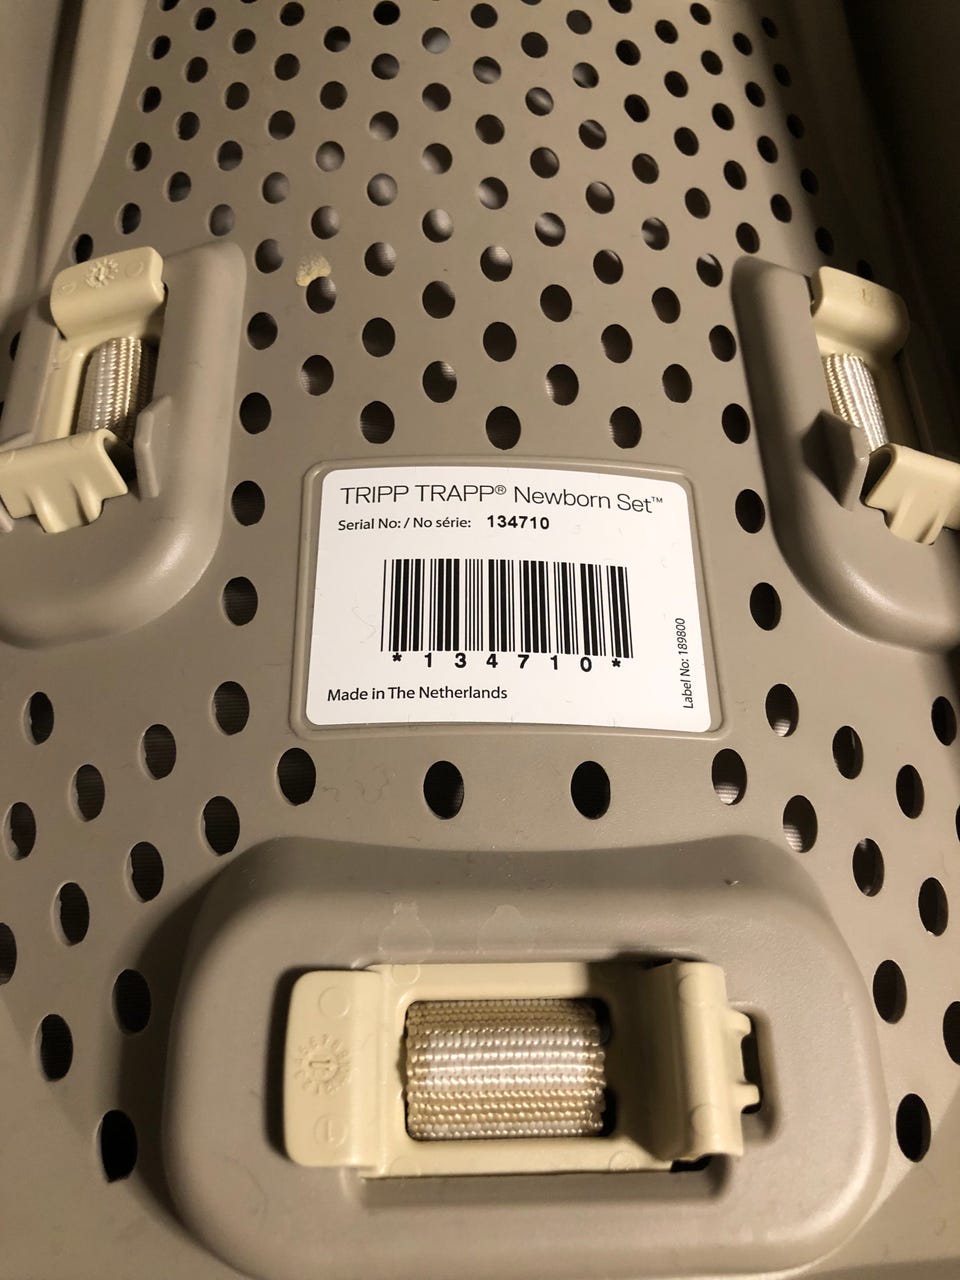 TRIPP TRAPP® Newborn Set™
Serial No: / No série: 134710
*134710*
Made in The Netherlands
Label No: 189800